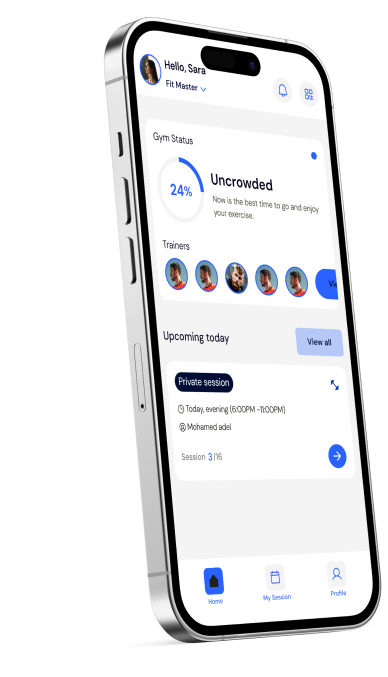 Hello, Sara
Fit Master
Gym Status
24%
Uncrowded
Now is the best time to go and enjoy
your exercise.
Trainers
Upcoming today
View all
Private session
Today, evening (6:00PM -11:00PM)
Mohamed adel
Session 3/16
Home
My Session
Profile